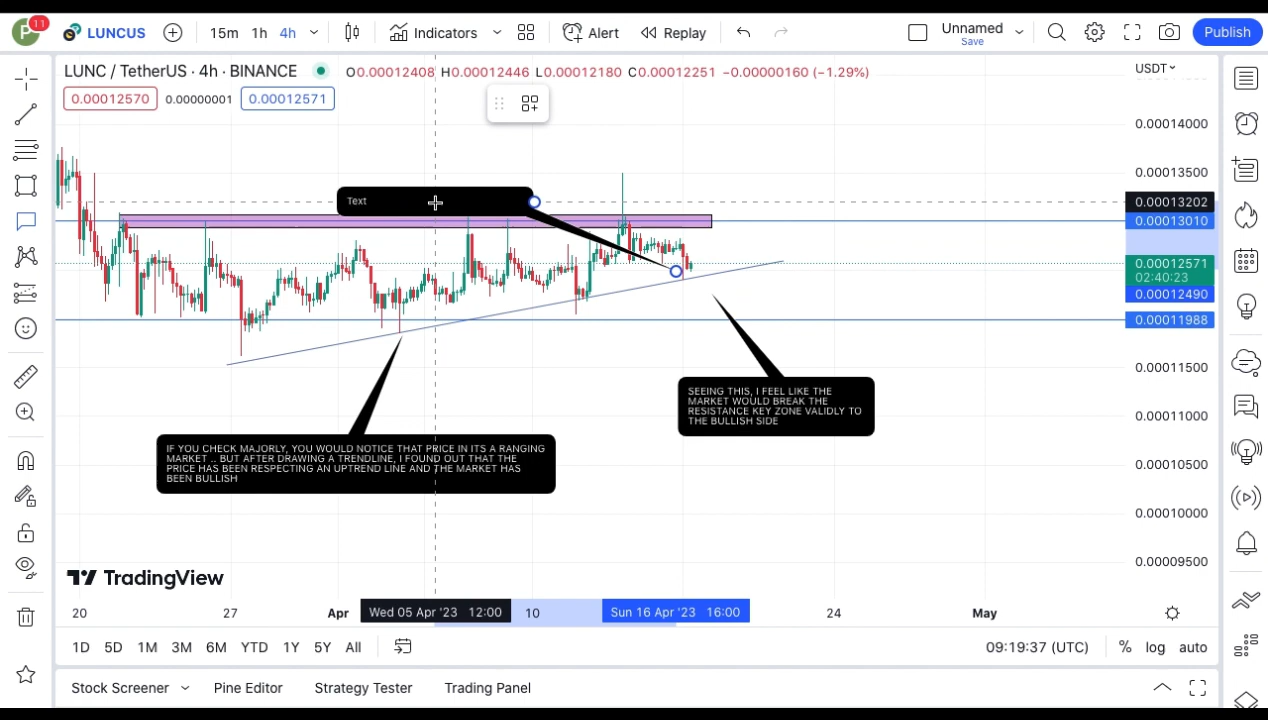 P 11 LUNCUS 15m 1h 4h Indicators Alert Replay Unnamed Publish
Save
LUNC / TetherUS · 4h · BINANCE O0.00012408 H0.00012446 L0.00012180 C0.00012251 −0.00000160 (−1.29%) USDT
0.00012570 0.00000001 0.00012571
0.00014000
0.00013500
Text 0.00013202
0.00013010
0.00012571
02:40:23
0.00012490
0.00011988
0.00011500
SEEING THIS, I FEEL LIKE THE
MARKET WOULD BREAK THE
RESISTANCE KEY ZONE VALIDLY TO
THE BULLISH SIDE
0.00011000
IF YOU CHECK MAJORLY, YOU WOULD NOTICE THAT PRICE IN ITS A RANGING
MARKET .. BUT AFTER DRAWING A TRENDLINE, I FOUND OUT THAT THE
PRICE HAS BEEN RESPECTING AN UPTREND LINE AND THE MARKET HAS
BEEN BULLISH
0.00010500
0.00010000
0.00009500
TradingView
20 27 Apr Wed 05 Apr '23 12:00 10 Sun 16 Apr '23 16:00 24 May
1D 5D 1M 3M 6M YTD 1Y 5Y All 09:19:37 (UTC) % log auto
Stock Screener Pine Editor Strategy Tester Trading Panel